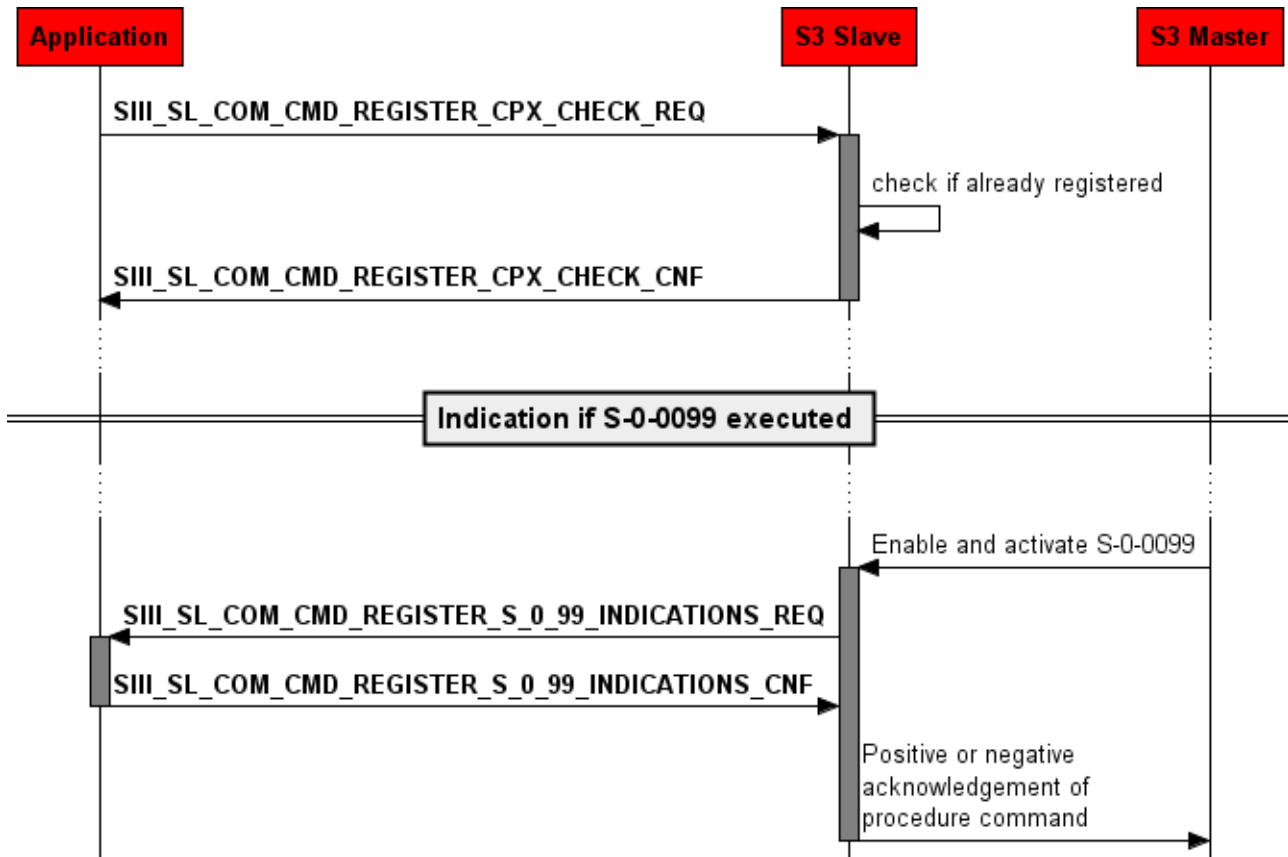 Application
S3 Slave
S3 Master
SIII_SL_COM_CMD_REGISTER_CPX_CHECK_REQ
check if already registered
SIII_SL_COM_CMD_REGISTER_CPX_CHECK_CNF
Indication if S-0-0099 executed
Enable and activate S-0-0099
SIII_SL_COM_CMD_REGISTER_S_0_99_INDICATIONS_REQ
SIII_SL_COM_CMD_REGISTER_S_0_99_INDICATIONS_CNF
Positive or negative
acknowledgement of
procedure command